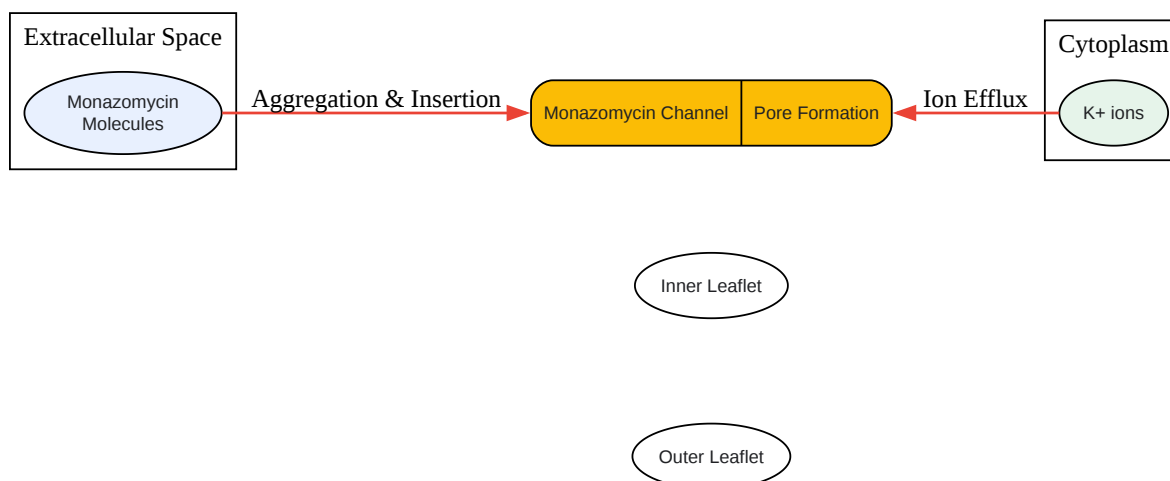 Extracellular Space
Monazomycin
Molecules
Aggregation & Insertion
Monazomycin Channel
Pore Formation
Ion Efflux
Cytoplasm
K+ ions
Inner Leaflet
Outer Leaflet